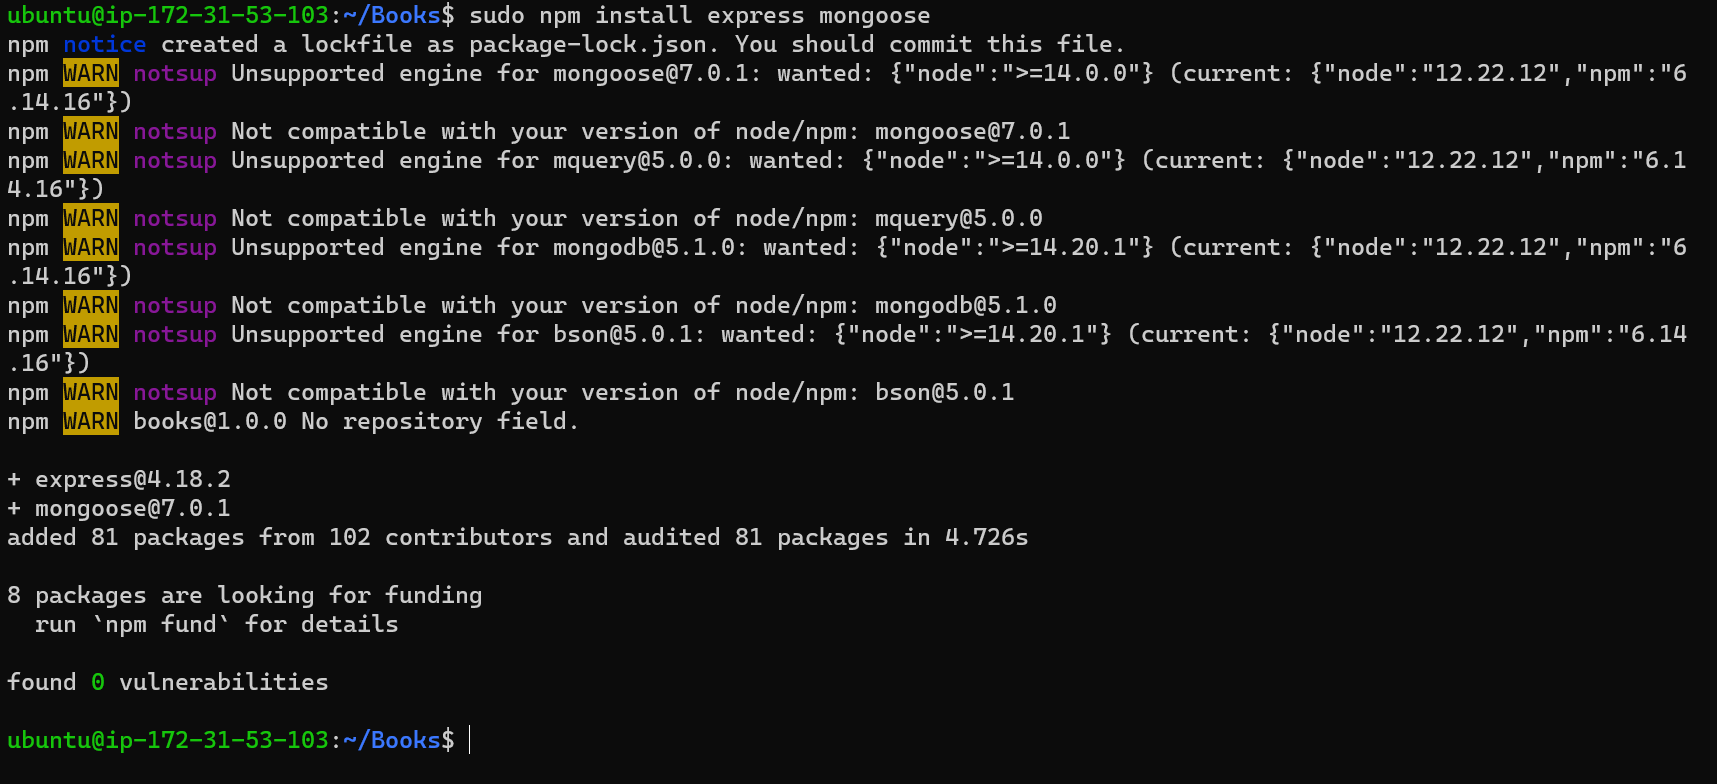 ubuntu@ip-172-31-53-103:~/Books$ sudo npm install express mongoose
npm notice created a lockfile as package-lock.json. You should commit this file.
npm WARN notsup Unsupported engine for mongoose@7.0.1: wanted: {"node":">=14.0.0"} (current: {"node":"12.22.12","npm":"6
.14.16"})
npm WARN notsup Not compatible with your version of node/npm: mongoose@7.0.1
npm WARN notsup Unsupported engine for mquery@5.0.0: wanted: {"node":">=14.0.0"} (current: {"node":"12.22.12","npm":"6.1
4.16"})
npm WARN notsup Not compatible with your version of node/npm: mquery@5.0.0
npm WARN notsup Unsupported engine for mongodb@5.1.0: wanted: {"node":">=14.20.1"} (current: {"node":"12.22.12","npm":"6
.14.16"})
npm WARN notsup Not compatible with your version of node/npm: mongodb@5.1.0
npm WARN notsup Unsupported engine for bson@5.0.1: wanted: {"node":">=14.20.1"} (current: {"node":"12.22.12","npm":"6.14
.16"})
npm WARN notsup Not compatible with your version of node/npm: bson@5.0.1
npm WARN books@1.0.0 No repository field.
+ express@4.18.2
+ mongoose@7.0.1
added 81 packages from 102 contributors and audited 81 packages in 4.726s
8 packages are looking for funding
  run `npm fund` for details
found 0 vulnerabilities
ubuntu@ip-172-31-53-103:~/Books$